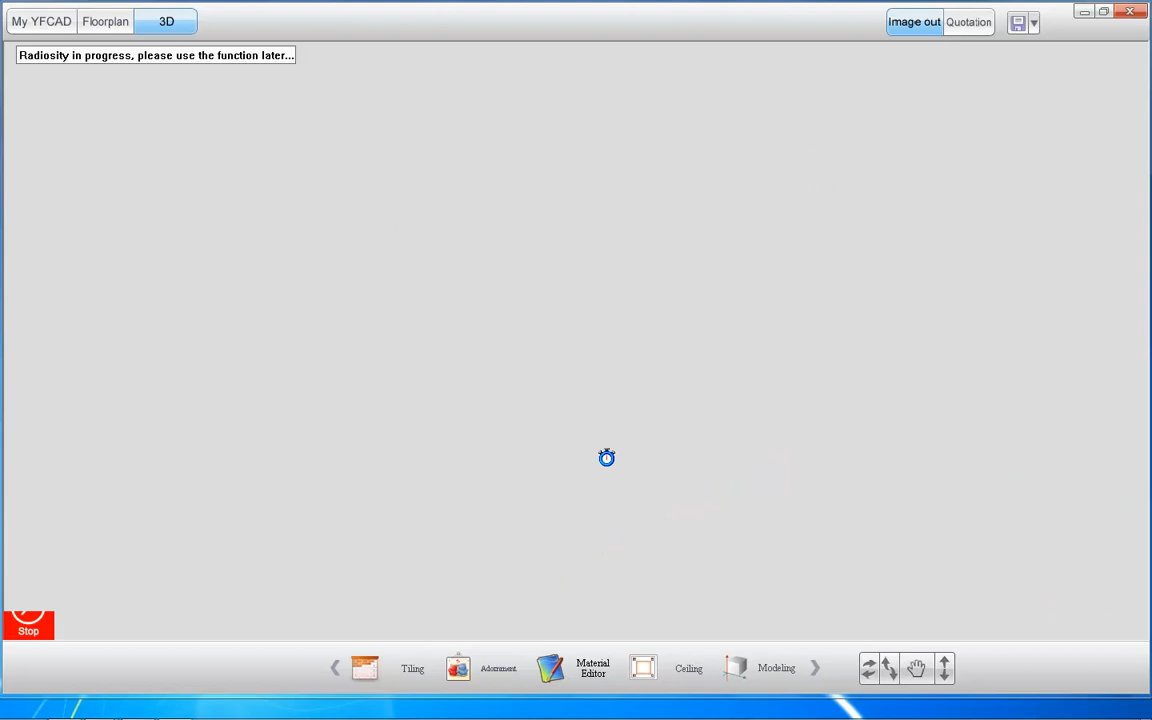 My YFCAD Floorplan 3D Image out Quotation
Radiosity in progress, please use the function later...
Stop
Tiling Adornment Material Editor Ceiling Modeling